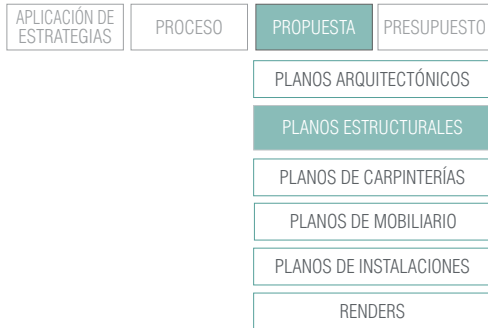 APLICACIÓN DE
ESTRATEGIAS
PROCESO
PROPUESTA
PRESUPUESTO
PLANOS ARQUITECTÓNICOS
PLANOS ESTRUCTURALES
PLANOS DE CARPINTERÍAS
PLANOS DE MOBILIARIO
PLANOS DE INSTALACIONES
RENDERS